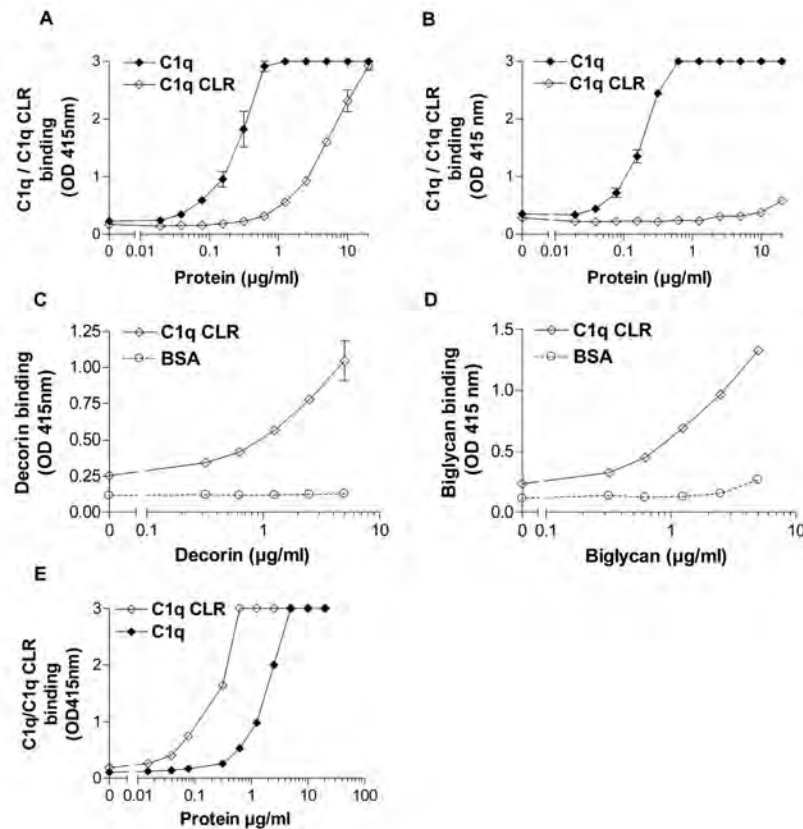 A
C1q
C1q CLR
C1q / C1q CLR
binding
(OD 415nm)
3
2
1
0
0 0.01 0.1 1 10
Protein (µg/ml)
B
C1q
C1q CLR
C1q / C1q CLR
binding
(OD 415 nm)
3
2
1
0
0 0.01 0.1 1 10
Protein (µg/ml)
C
C1q CLR
BSA
Decorin binding
(OD 415nm)
1.25
1.00
0.75
0.50
0.25
0.00
0 0.1 1 10
Decorin (µg/ml)
D
C1q CLR
BSA
Biglycan binding
(OD 415 nm)
1.5
1.0
0.5
0.0
0 0.1 1 10
Biglycan (µg/ml)
E
C1q CLR
C1q
C1q/C1q CLR
binding
(OD415nm)
3
2
1
0
0 0.01 0.1 1 10 100
Protein µg/ml